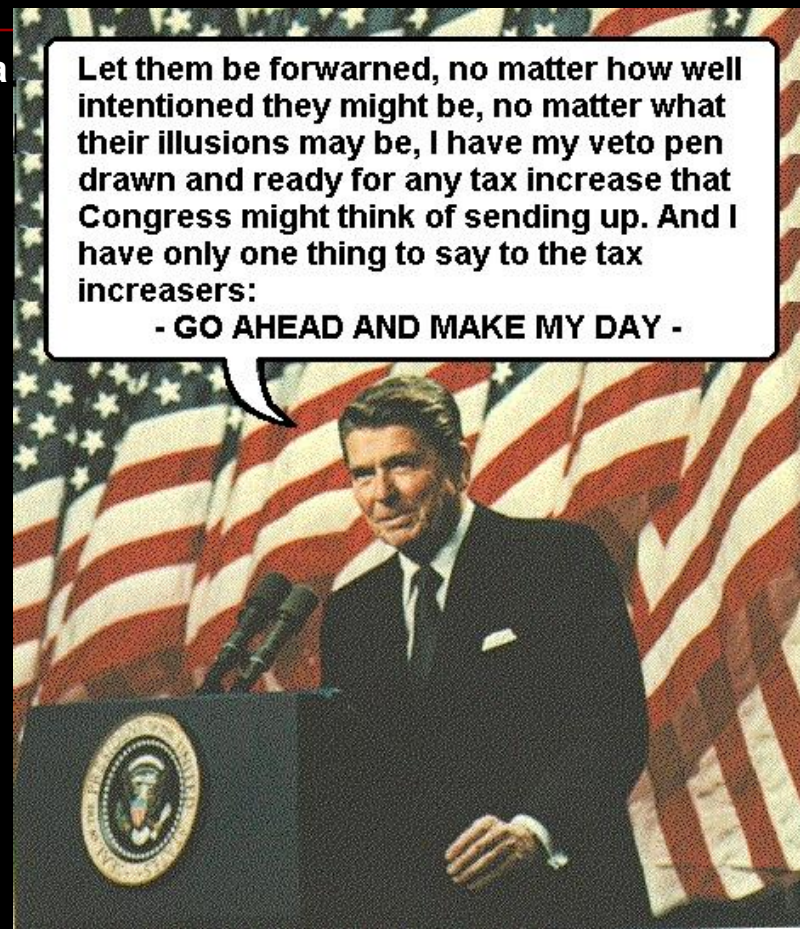 a
Let them be forwarned, no matter how well
intentioned they might be, no matter what
their illusions may be, I have my veto pen
drawn and ready for any tax increase that
Congress might think of sending up. And I
have only one thing to say to the tax
increasers:
- GO AHEAD AND MAKE MY DAY -